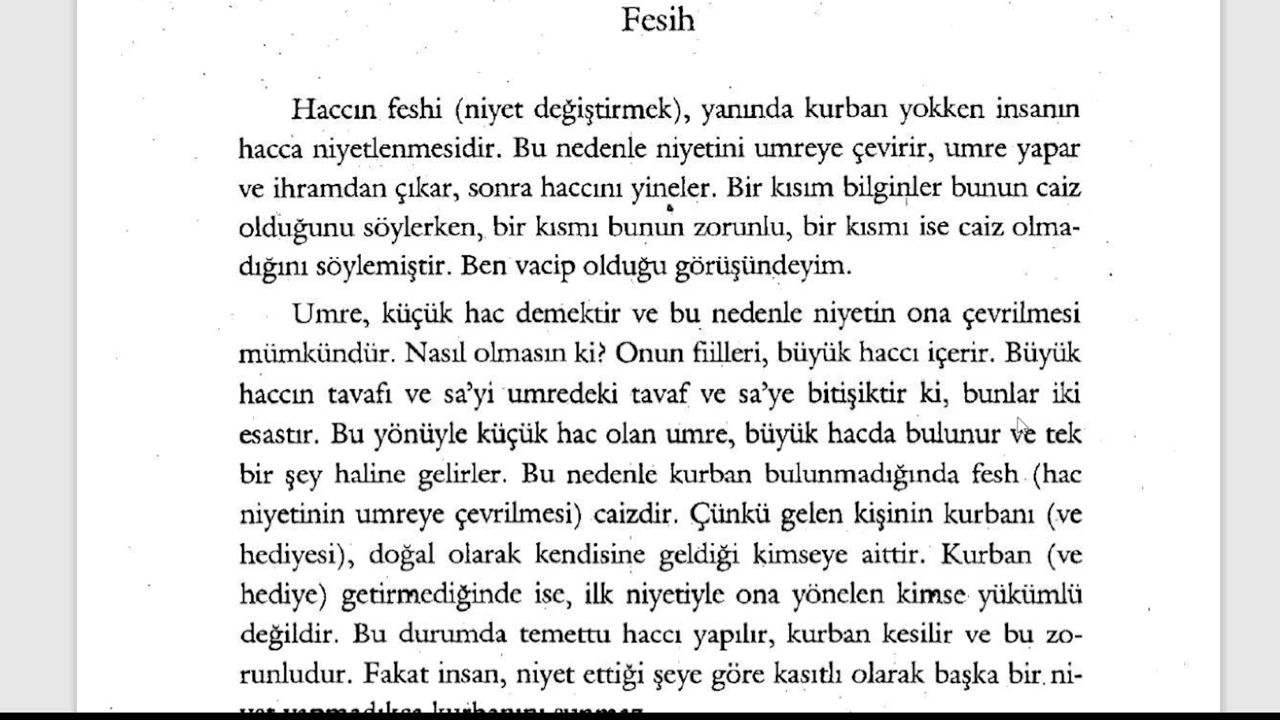 Fesih
Haccın feshi (niyet değiştirmek), yanında kurban yokken insanın
hacca niyetlenmesidir. Bu nedenle niyetini umreye çevirir, umre yapar
ve ihramdan çıkar, sonra haccını yineler. Bir kısım bilginler bunun caiz
olduğunu söylerken, bir kısmı bunun zorunlu, bir kısmı ise caiz olma-
dığını söylemiştir. Ben vacip olduğu görüşündeyim.
Umre, küçük hac demektir ve bu nedenle niyetin ona çevrilmesi
mümkündür. Nasıl olmasın ki? Onun fiilleri, büyük haccı içerir. Büyük
haccın tavafı ve sa’yi umredeki tavaf ve sa’ye bitişiktir ki, bunlar iki
esastır. Bu yönüyle küçük hac olan umre, büyük hacda bulunur ve tek
bir şey haline gelirler. Bu nedenle kurban bulunmadığında fesh (hac
niyetinin umreye çevrilmesi) caizdir. Çünkü gelen kişinin kurbanı (ve
hediyesi), doğal olarak kendisine geldiği kimseye aittir. Kurban (ve
hediye) getirmediğinde ise, ilk niyetiyle ona yönelen kimse yükümlü
değildir. Bu durumda temettu haccı yapılır, kurban kesilir ve bu zo-
runludur. Fakat insan, niyet ettiği şeye göre kasıtlı olarak başka bir ni-